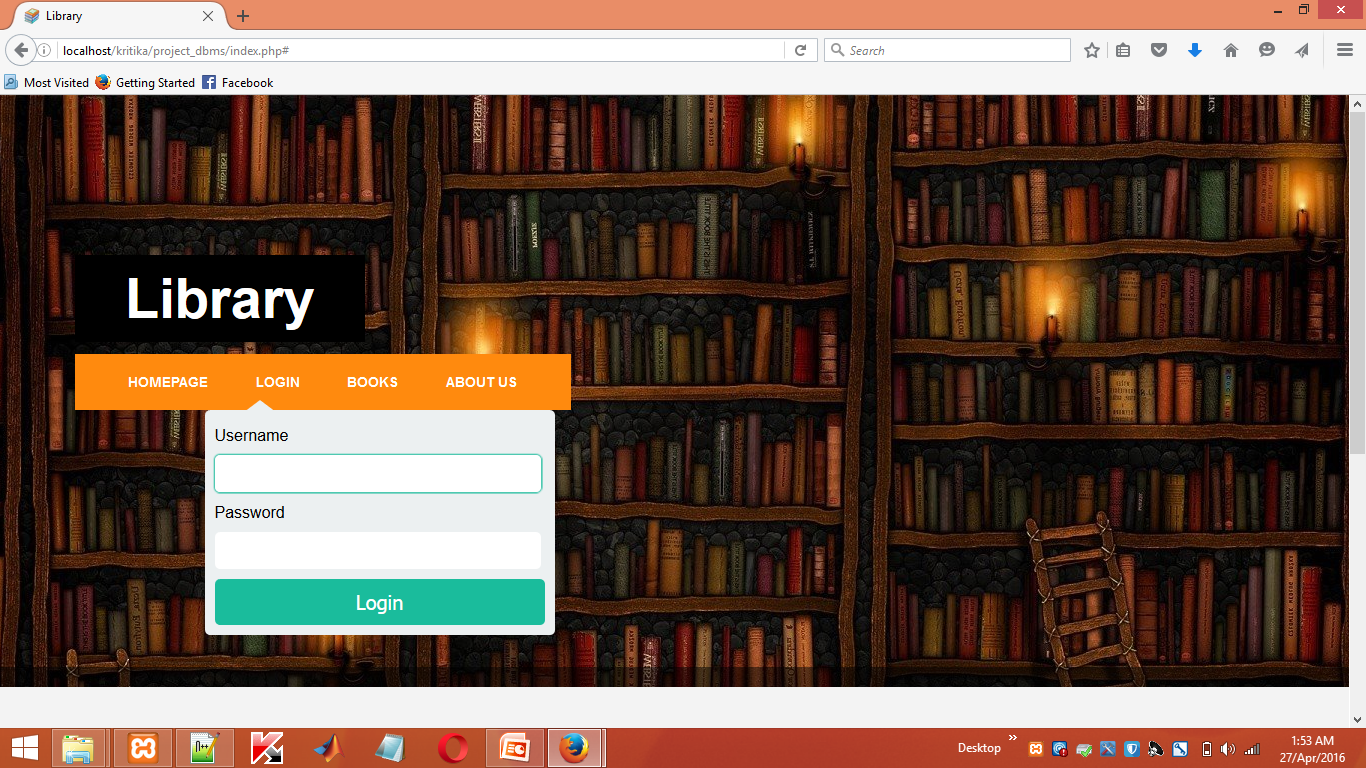 Library
localhost/kritika/project_dbms/index.php#
Search
Most Visited Getting Started Facebook
Library
HOMEPAGE LOGIN BOOKS ABOUT US
Username
Password
Login
Desktop
1:53 AM
27/Apr/2016